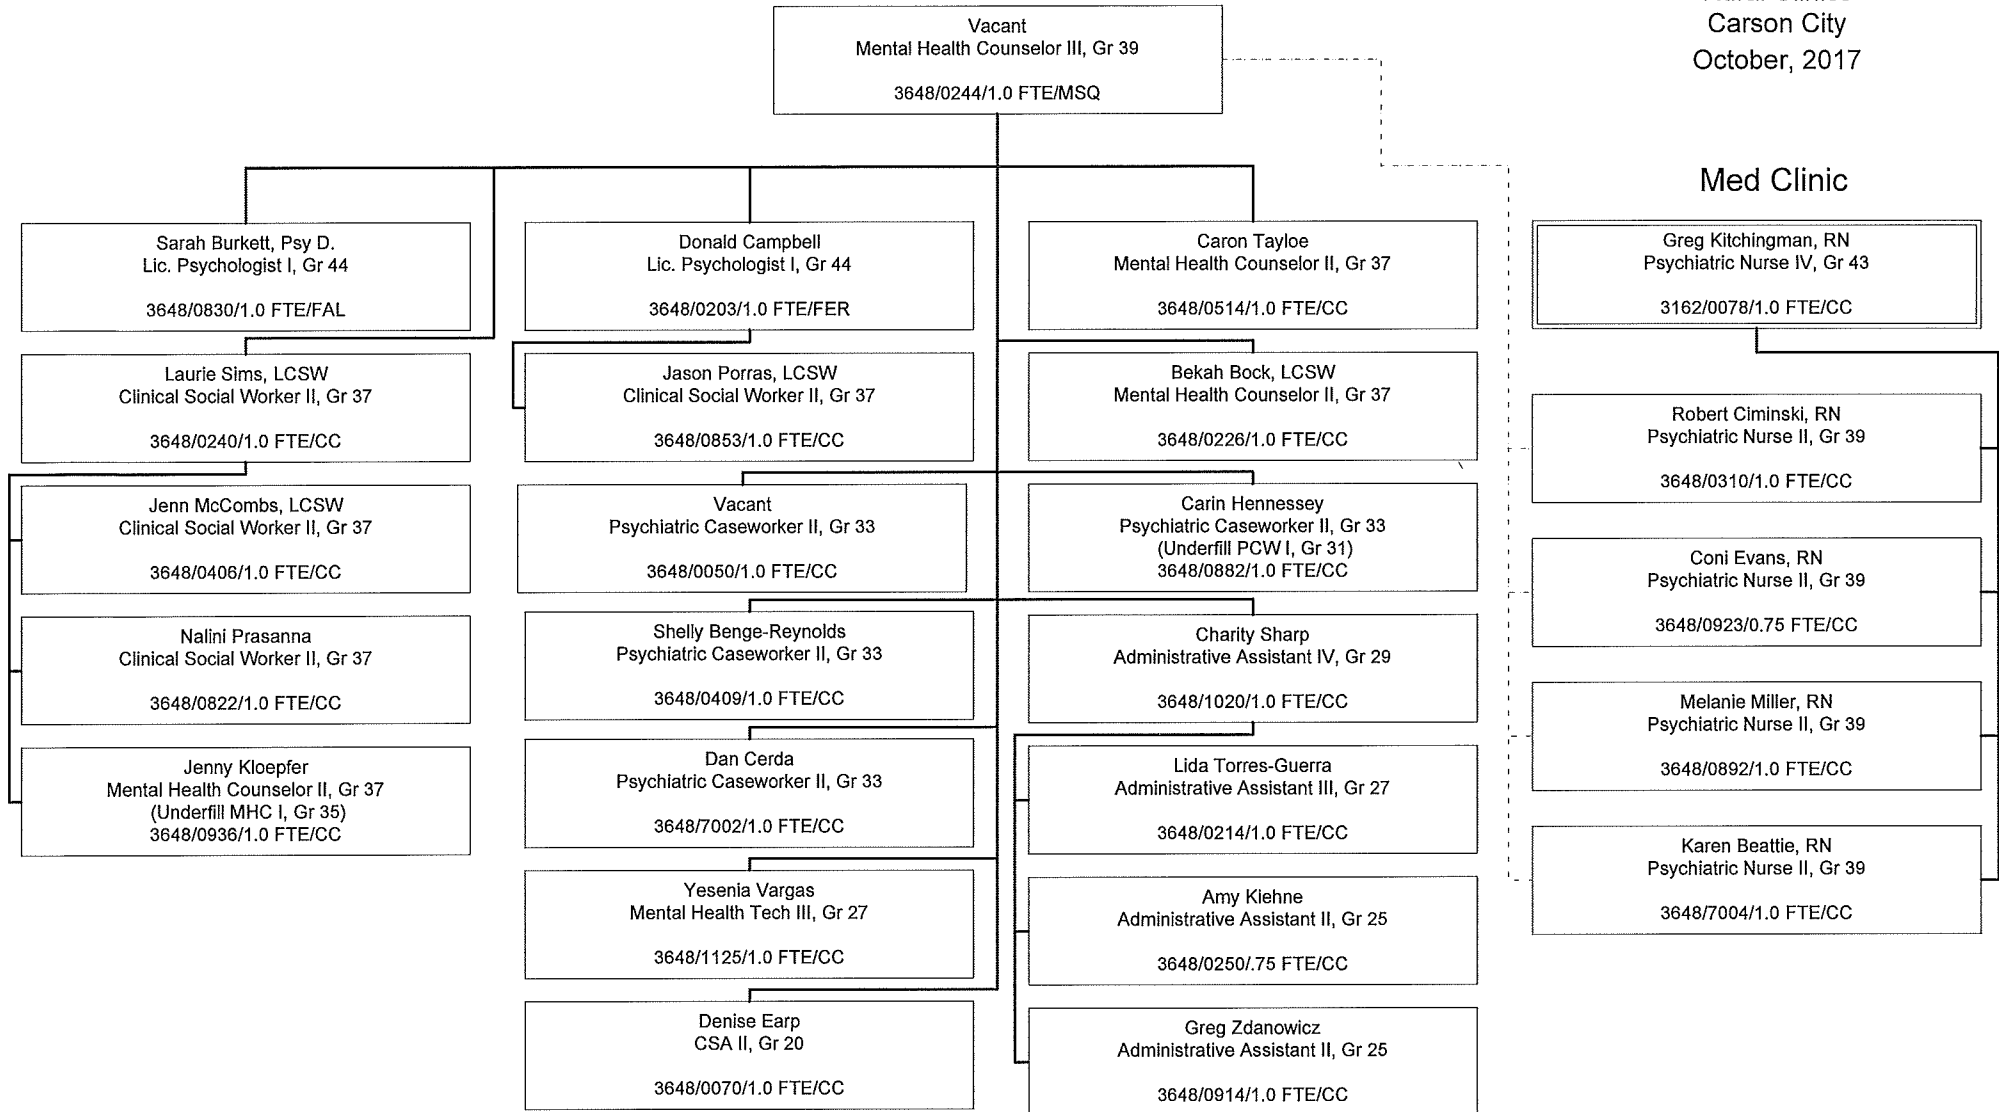 Vacant
Mental Health Counselor III, Gr 39
3648/0244/1.0 FTE/MSQ
Carson City
October, 2017
Med Clinic
Sarah Burkett, Psy D.
Lic. Psychologist I, Gr 44
3648/0830/1.0 FTE/FAL
Donald Campbell
Lic. Psychologist I, Gr 44
3648/0203/1.0 FTE/FER
Caron Tayloe
Mental Health Counselor II, Gr 37
3648/0514/1.0 FTE/CC
Greg Kitchingman, RN
Psychiatric Nurse IV, Gr 43
3162/0078/1.0 FTE/CC
Laurie Sims, LCSW
Clinical Social Worker II, Gr 37
3648/0240/1.0 FTE/CC
Jason Porras, LCSW
Clinical Social Worker II, Gr 37
3648/0853/1.0 FTE/CC
Bekah Bock, LCSW
Mental Health Counselor II, Gr 37
3648/0226/1.0 FTE/CC
Robert Ciminski, RN
Psychiatric Nurse II, Gr 39
3648/0310/1.0 FTE/CC
Jenn McCombs, LCSW
Clinical Social Worker II, Gr 37
3648/0406/1.0 FTE/CC
Vacant
Psychiatric Caseworker II, Gr 33
3648/0050/1.0 FTE/CC
Carin Hennessey
Psychiatric Caseworker II, Gr 33
(Underfill PCW I, Gr 31)
3648/0882/1.0 FTE/CC
Coni Evans, RN
Psychiatric Nurse II, Gr 39
3648/0923/0.75 FTE/CC
Nalini Prasanna
Clinical Social Worker II, Gr 37
3648/0822/1.0 FTE/CC
Shelly Benge-Reynolds
Psychiatric Caseworker II, Gr 33
3648/0409/1.0 FTE/CC
Charity Sharp
Administrative Assistant IV, Gr 29
3648/1020/1.0 FTE/CC
Melanie Miller, RN
Psychiatric Nurse II, Gr 39
3648/0892/1.0 FTE/CC
Jenny Kloepfer
Mental Health Counselor II, Gr 37
(Underfill MHC I, Gr 35)
3648/0936/1.0 FTE/CC
Dan Cerda
Psychiatric Caseworker II, Gr 33
3648/7002/1.0 FTE/CC
Lida Torres-Guerra
Administrative Assistant III, Gr 27
3648/0214/1.0 FTE/CC
Karen Beattie, RN
Psychiatric Nurse II, Gr 39
3648/7004/1.0 FTE/CC
Yesenia Vargas
Mental Health Tech III, Gr 27
3648/1125/1.0 FTE/CC
Amy Kiehne
Administrative Assistant II, Gr 25
3648/0250/.75 FTE/CC
Denise Earp
CSA II, Gr 20
3648/0070/1.0 FTE/CC
Greg Zdanowicz
Administrative Assistant II, Gr 25
3648/0914/1.0 FTE/CC